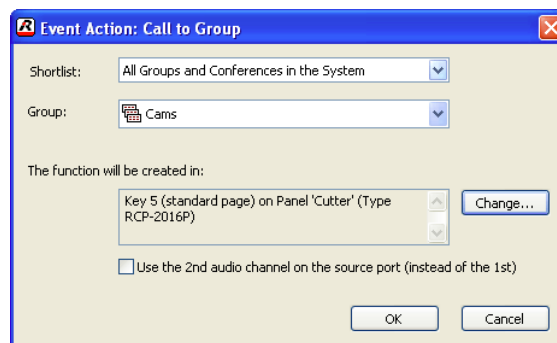 Event Action: Call to Group
Shortlist: All Groups and Conferences in the System
Group: Cams
The function will be created in:
Key 5 (standard page) on Panel 'Cutter' (Type
RCP-2016P)
Change...
Use the 2nd audio channel on the source port (instead of the 1st)
OK Cancel